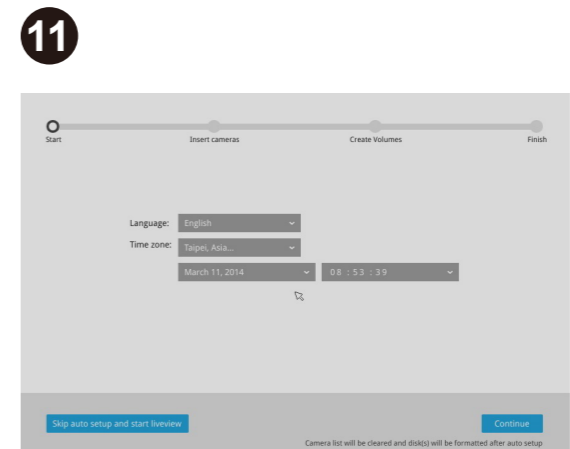 11
Start Insert cameras Create Volumes Finish
Language: English
Time zone: Taipei, Asia...
March 11, 2014 08 : 53 : 39
Skip auto setup and start liveview Continue
Camera list will be cleared and disk(s) will be formatted after auto setup